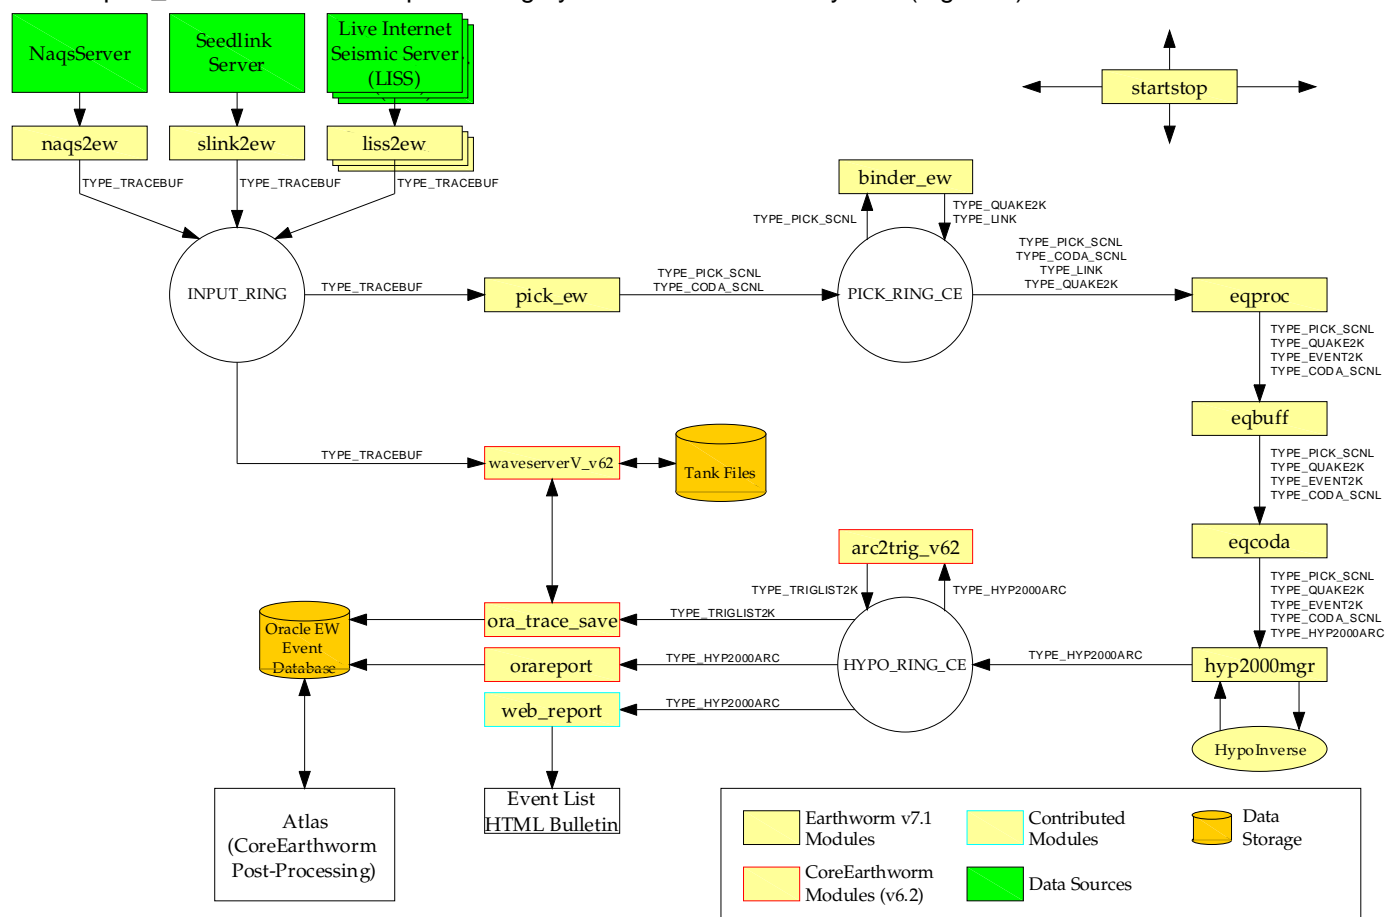 NaqsServer
Seedlink
Server
Live Internet
Seismic Server
(LISS)
startstop
naqs2ew
slink2ew
liss2ew
TYPE_TRACEBUF
TYPE_TRACEBUF
TYPE_TRACEBUF
binder_ew
TYPE_PICK_SCNL
TYPE_QUAKE2K
TYPE_LINK
INPUT_RING
TYPE_TRACEBUF
pick_ew
TYPE_PICK_SCNL
TYPE_CODA_SCNL
PICK_RING_CE
TYPE_PICK_SCNL
TYPE_CODA_SCNL
TYPE_LINK
TYPE_QUAKE2K
eqproc
TYPE_PICK_SCNL
TYPE_QUAKE2K
TYPE_EVENT2K
TYPE_CODA_SCNL
eqbuff
TYPE_TRACEBUF
waveserverV_v62
Tank Files
TYPE_PICK_SCNL
TYPE_QUAKE2K
TYPE_EVENT2K
TYPE_CODA_SCNL
eqcoda
arc2trig_v62
TYPE_TRIGLIST2K
TYPE_HYP2000ARC
TYPE_PICK_SCNL
TYPE_QUAKE2K
TYPE_EVENT2K
TYPE_CODA_SCNL
TYPE_HYP2000ARC
Oracle EW
Event
Database
ora_trace_save
TYPE_TRIGLIST2K
orareport
TYPE_HYP2000ARC
HYPO_RING_CE
TYPE_HYP2000ARC
hyp2000mgr
web_report
TYPE_HYP2000ARC
HypoInverse
Atlas
(CoreEarthworm
Post-Processing)
Event List
HTML Bulletin
Earthworm v7.1
Modules
Contributed
Modules
Data
Storage
CoreEarthworm
Modules (v6.2)
Data Sources